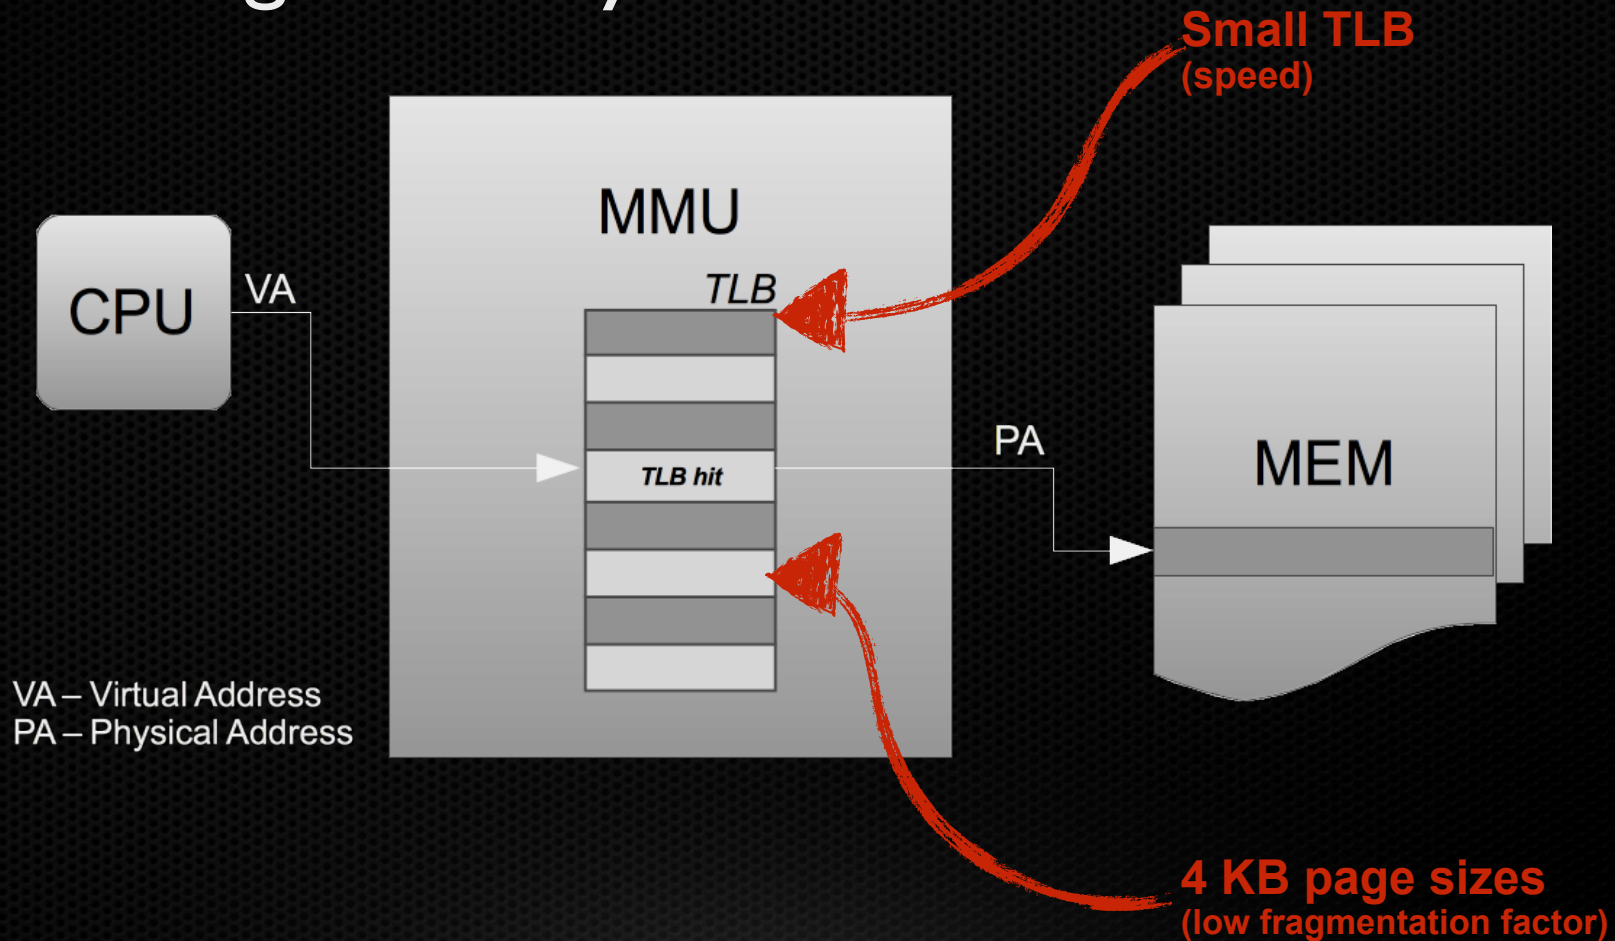 Small TLB
(speed)
MMU
TLB
CPU
VA
PA
TLB hit
MEM
VA – Virtual Address
PA – Physical Address
4 KB page sizes
(low fragmentation factor)